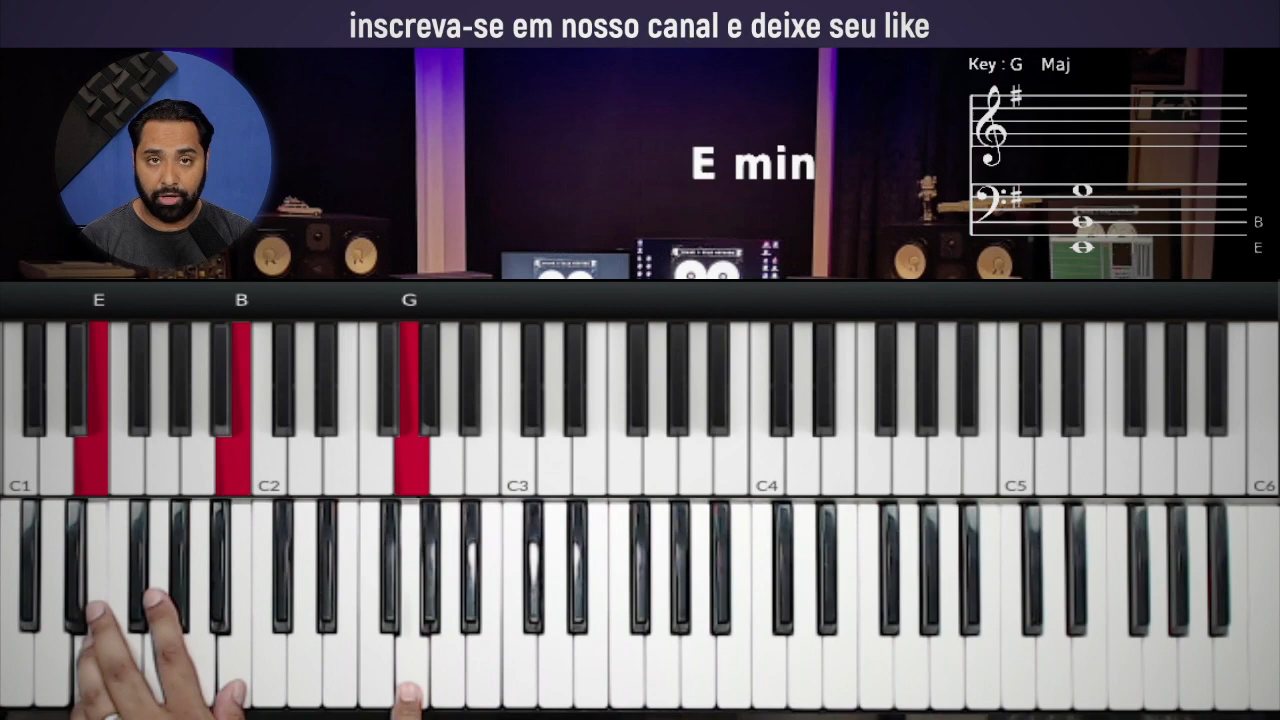 inscreva-se em nosso canal e deixe seu like
Key : G Maj
E min
B
E
E B G
C1 C2 C3 C4 C5 C6